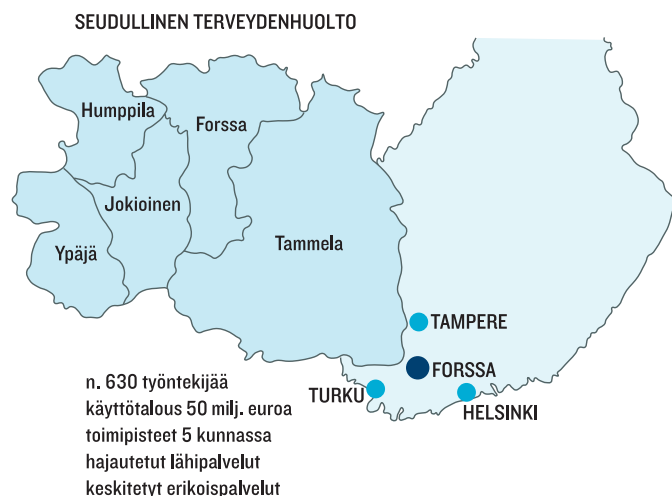 SEUDULLINEN TERVEYDENHUOLTO
Humppila
Forssa
Jokioinen
Ypäjä
Tammela
TAMPERE
FORSSA
TURKU
HELSINKI
n. 630 työntekijää
käyttötalous 50 milj. euroa
toimipisteet 5 kunnassa
hajautetut lähipalvelut
keskitetyt erikoispalvelut